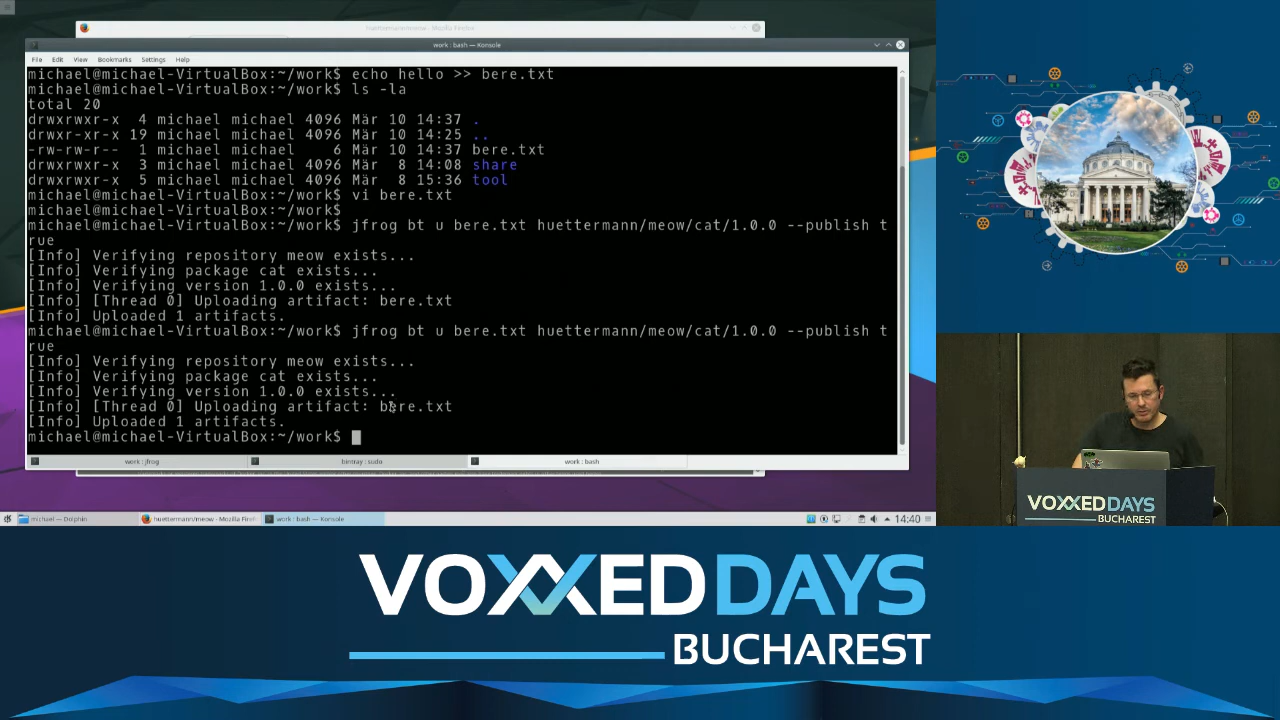 huettermann/meow - Mozilla Firefox
work : bash — Konsole
File Edit View Bookmarks Settings Help
michael@michael-VirtualBox:~/work$ echo hello >> bere.txt
michael@michael-VirtualBox:~/work$ ls -la
total 20
drwxrwxr-x 4 michael michael 4096 Mär 10 14:37 .
drwxrwxr-x 19 michael michael 4096 Mär 10 14:25 ..
-rw-rw-r-- 1 michael michael 6 Mär 10 14:37 bere.txt
drwxrwxr-x 3 michael michael 4096 Mär 8 14:08 share
drwxrwxr-x 5 michael michael 4096 Mär 8 15:36 tool
michael@michael-VirtualBox:~/work$ vi bere.txt
michael@michael-VirtualBox:~/work$
michael@michael-VirtualBox:~/work$ jfrog bt u bere.txt huettermann/meow/cat/1.0.0 --publish t
rue
[Info] Verifying repository meow exists...
[Info] Verifying package cat exists...
[Info] Verifying version 1.0.0 exists...
[Info] [Thread 0] Uploading artifact: bere.txt
[Info] Uploaded 1 artifacts.
michael@michael-VirtualBox:~/work$ jfrog bt u bere.txt huettermann/meow/cat/1.0.0 --publish t
rue
[Info] Verifying repository meow exists...
[Info] Verifying package cat exists...
[Info] Verifying version 1.0.0 exists...
[Info] [Thread 0] Uploading artifact: bere.txt
[Info] Uploaded 1 artifacts.
michael@michael-VirtualBox:~/work$
work : jfrog bintray : sudo work : bash
michael — Dolphin huettermann/meow - Mozilla Firef work : bash — Konsole 14:40
VOXXED DAYS
BUCHAREST
VOXXED DAYS
BUCHAREST